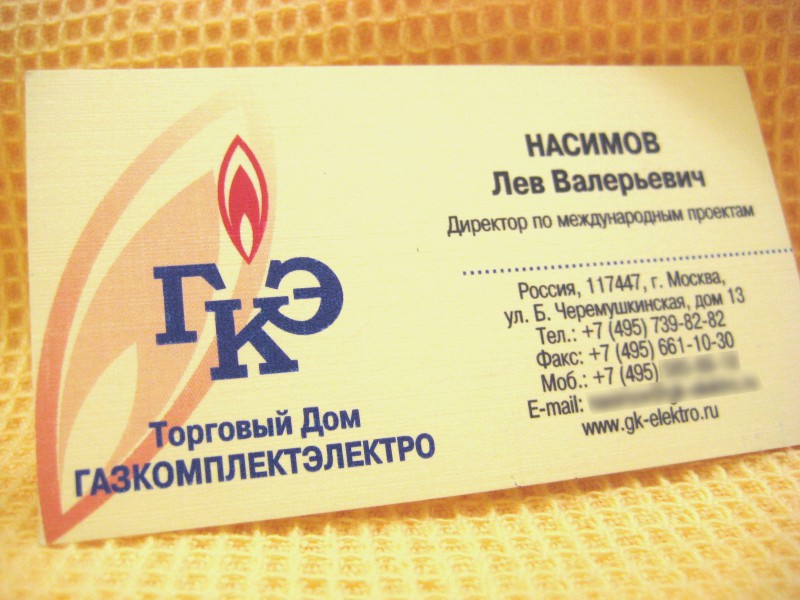 ГКЭ
Торговый Дом
ГАЗКОМПЛЕКТЭЛЕКТРО
НАСИМОВ
Лев Валерьевич
Директор по международным проектам
Россия, 117447, г. Москва,
ул. Б. Черемушкинская, дом 13
Тел.: +7 (495) 739-82-82
Факс: +7 (495) 661-10-30
Моб.: +7 (495)
E-mail:
www.gk-elektro.ru